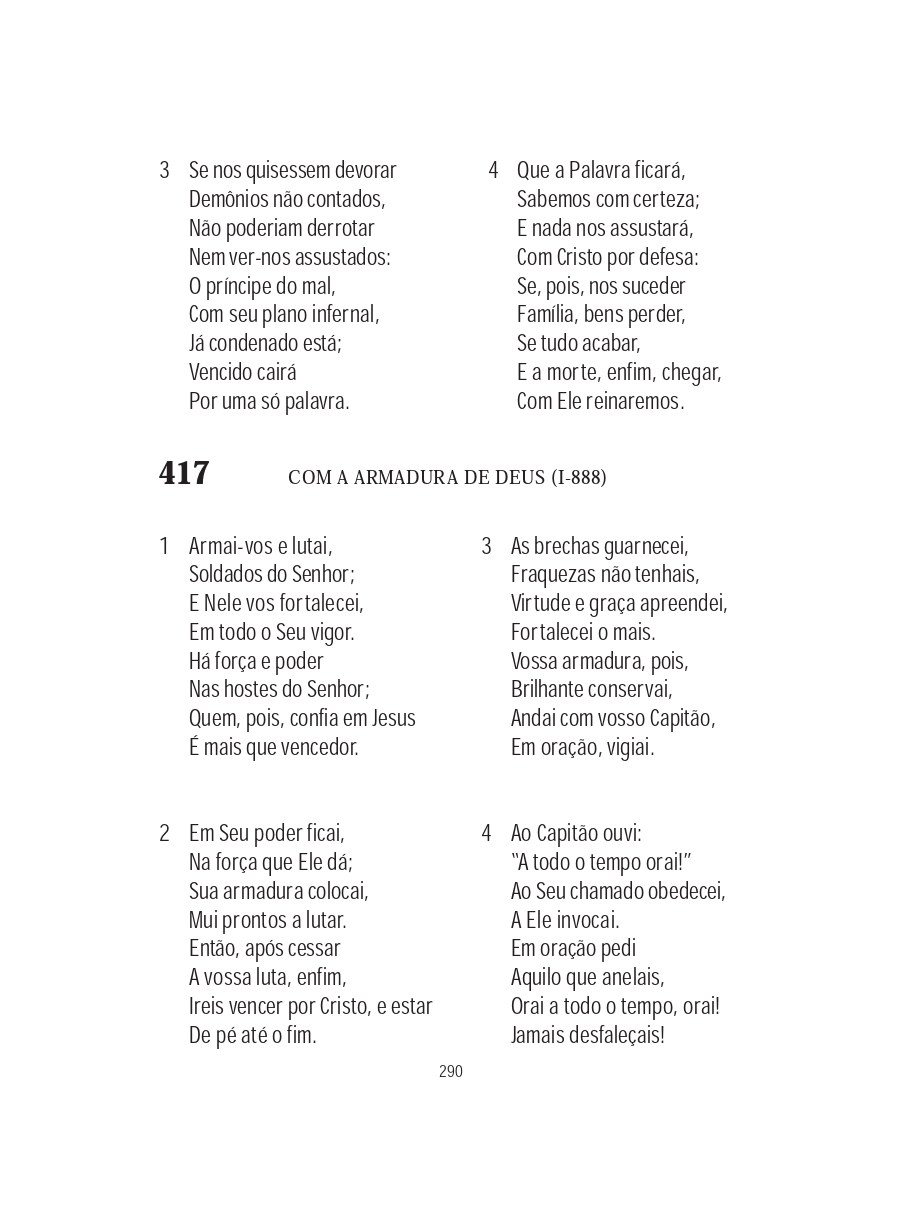 3 Se nos quisessem devorar
Demônios não contados,
Não poderiam derrotar
Nem ver-nos assustados:
O príncipe do mal,
Com seu plano infernal,
Já condenado está;
Vencido cairá
Por uma só palavra.
4 Que a Palavra ficará,
Sabemos com certeza;
E nada nos assustará,
Com Cristo por defesa:
Se, pois, nos suceder
Família, bens perder,
Se tudo acabar,
E a morte, enfim, chegar,
Com Ele reinaremos.
417 COM A ARMADURA DE DEUS (I-888)
1 Armai-vos e lutai,
Soldados do Senhor;
E Nele vos fortalecei,
Em todo o Seu vigor.
Há força e poder
Nas hostes do Senhor;
Quem, pois, confia em Jesus
É mais que vencedor.
2 Em Seu poder ficai,
Na força que Ele dá;
Sua armadura colocai,
Mui prontos a lutar.
Então, após cessar
A vossa luta, enfim,
Ireis vencer por Cristo, e estar
De pé até o fim.
3 As brechas guarnecei,
Fraquezas não tenhais,
Virtude e graça apreendei,
Fortalecei o mais.
Vossa armadura, pois,
Brilhante conservai,
Andai com vosso Capitão,
Em oração, vigiai.
4 Ao Capitão ouvi:
“A todo o tempo orai!”
Ao Seu chamado obedecei,
A Ele invocai.
Em oração pedi
Aquilo que anelais,
Orai a todo o tempo, orai!
Jamais desfaleçais!
290